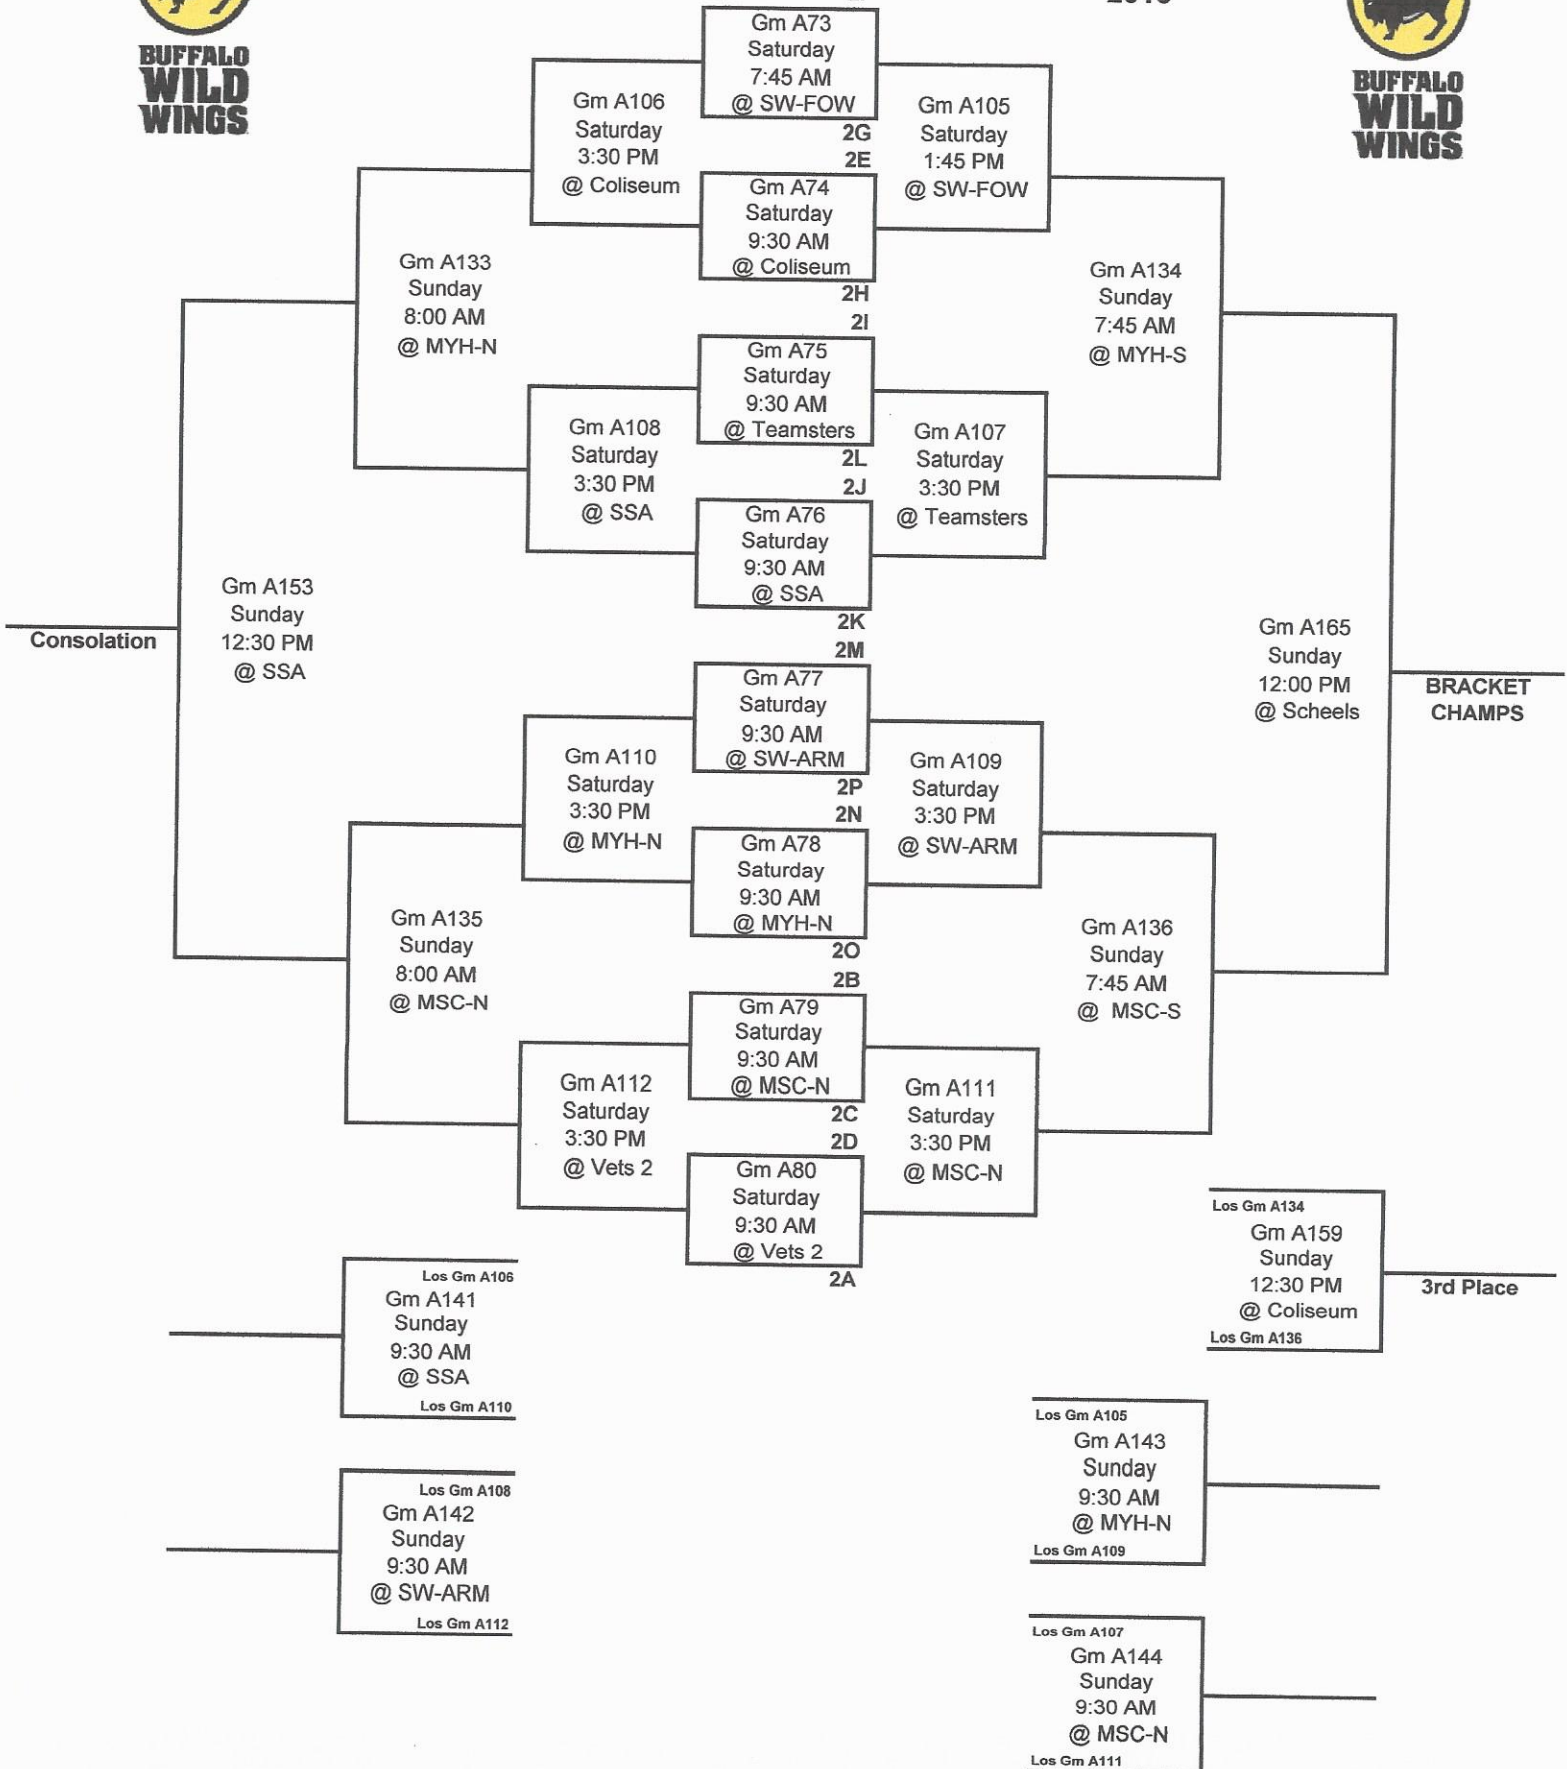 BUFFALO
WILD
WINGS
BUFFALO
WILD
WINGS
Gm A73
Saturday
7:45 AM
@ SW-FOW
2G
2E
Gm A74
Saturday
9:30 AM
@ Coliseum
2H
2I
Gm A75
Saturday
9:30 AM
@ Teamsters
2L
2J
Gm A76
Saturday
9:30 AM
@ SSA
2K
2M
Gm A77
Saturday
9:30 AM
@ SW-ARM
2P
2N
Gm A78
Saturday
9:30 AM
@ MYH-N
2O
2B
Gm A79
Saturday
9:30 AM
@ MSC-N
2C
2D
Gm A80
Saturday
9:30 AM
@ Vets 2
2A
Gm A106
Saturday
3:30 PM
@ Coliseum
Gm A108
Saturday
3:30 PM
@ SSA
Gm A110
Saturday
3:30 PM
@ MYH-N
Gm A112
Saturday
3:30 PM
@ Vets 2
Gm A133
Sunday
8:00 AM
@ MYH-N
Gm A135
Sunday
8:00 AM
@ MSC-N
Gm A153
Sunday
12:30 PM
@ SSA
Consolation
Gm A105
Saturday
1:45 PM
@ SW-FOW
Gm A107
Saturday
3:30 PM
@ Teamsters
Gm A109
Saturday
3:30 PM
@ SW-ARM
Gm A111
Saturday
3:30 PM
@ MSC-N
Gm A134
Sunday
7:45 AM
@ MYH-S
Gm A136
Sunday
7:45 AM
@ MSC-S
Gm A165
Sunday
12:00 PM
@ Scheels
BRACKET
CHAMPS
Los Gm A106
Gm A141
Sunday
9:30 AM
@ SSA
Los Gm A110
Los Gm A108
Gm A142
Sunday
9:30 AM
@ SW-ARM
Los Gm A112
Los Gm A134
Gm A159
Sunday
12:30 PM
@ Coliseum
Los Gm A136
3rd Place
Los Gm A105
Gm A143
Sunday
9:30 AM
@ MYH-N
Los Gm A109
Los Gm A107
Gm A144
Sunday
9:30 AM
@ MSC-N
Los Gm A111